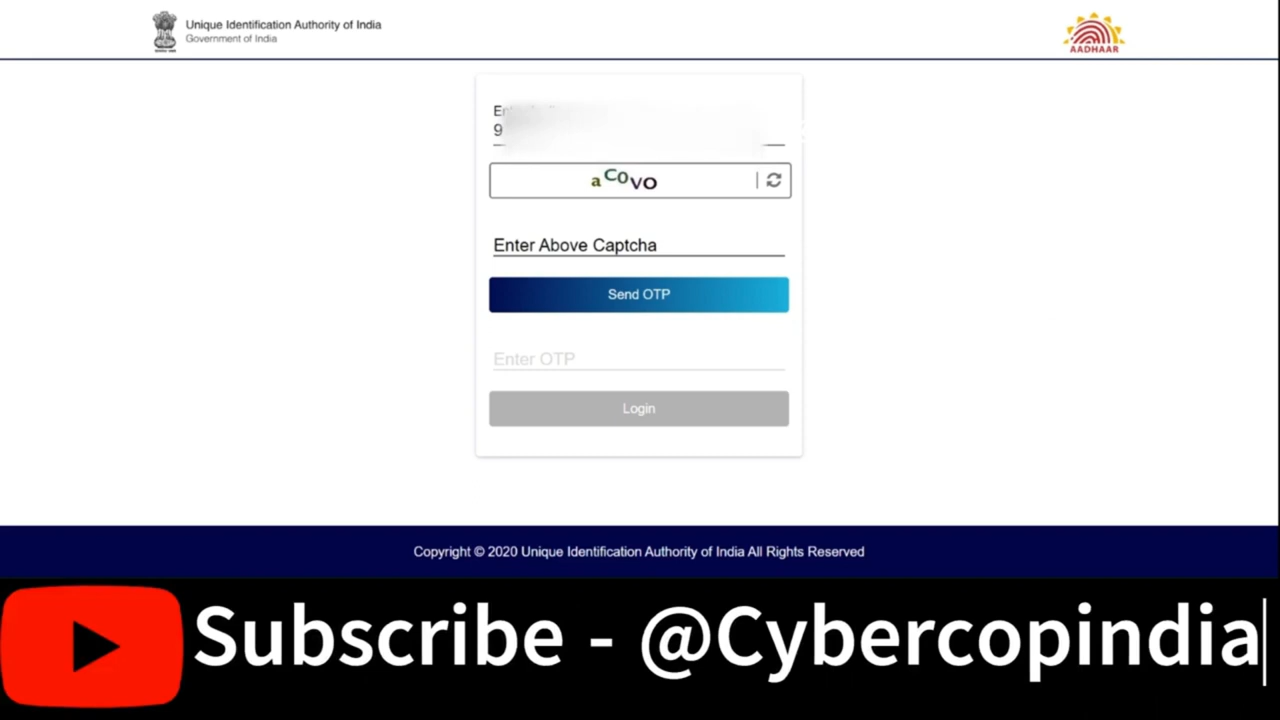 Unique Identification Authority of India
Government of India
AADHAAR
9
aCovo
Enter Above Captcha
Send OTP
Enter OTP
Login
Copyright © 2020 Unique Identification Authority of India All Rights Reserved
Subscribe - @Cybercopindia